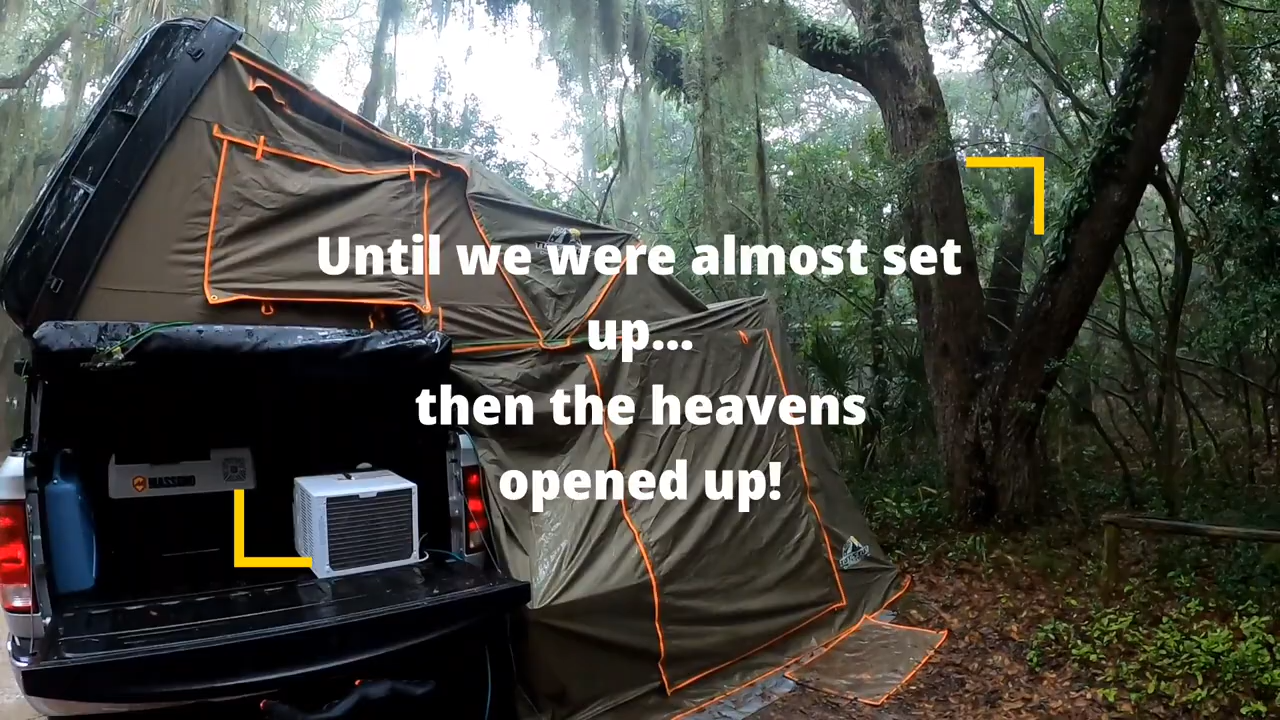 Until we were almost set
up...
then the heavens
opened up!